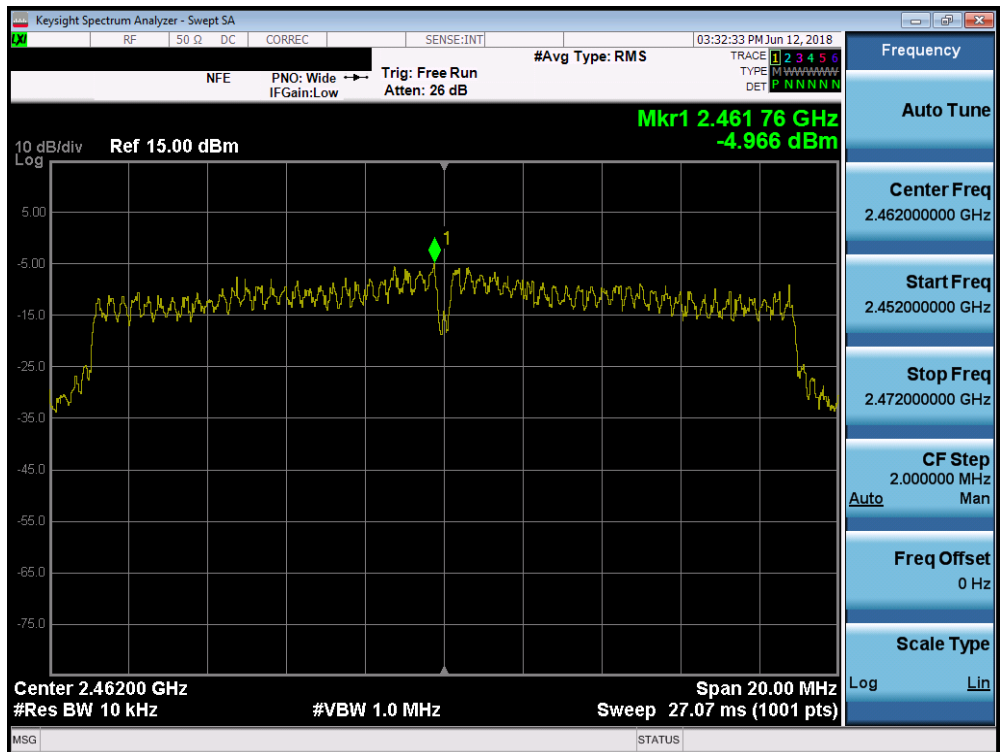 Keysight Spectrum Analyzer - Swept SA
LXI RF 50 Ω DC CORREC SENSE:INT 03:32:33 PM Jun 12, 2018
#Avg Type: RMS TRACE 1 2 3 4 5 6
NFE PNO: Wide Trig: Free Run TYPE M WWWWW
IFGain:Low Atten: 26 dB DET P N N N N N
Mkr1 2.461 76 GHz
-4.966 dBm
10 dB/div Ref 15.00 dBm
Log
5.00
1
-5.00
-15.0
-25.0
-35.0
-45.0
-55.0
-65.0
-75.0
Center 2.46200 GHz Span 20.00 MHz
#Res BW 10 kHz #VBW 1.0 MHz Sweep 27.07 ms (1001 pts)
MSG STATUS
Frequency
Auto Tune
Center Freq
2.462000000 GHz
Start Freq
2.452000000 GHz
Stop Freq
2.472000000 GHz
CF Step
2.000000 MHz
Auto Man
Freq Offset
0 Hz
Scale Type
Log Lin